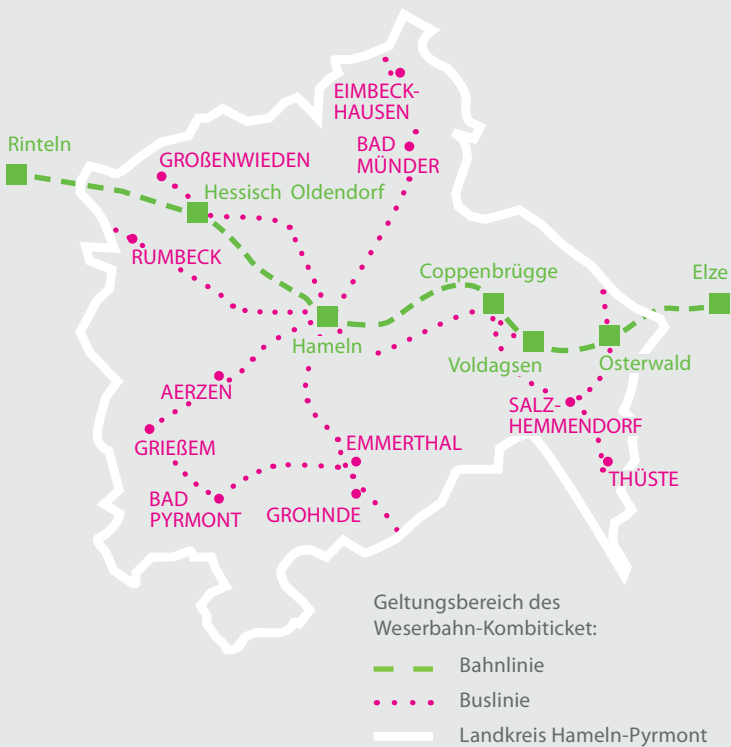 EIMBECK-
HAUSEN
Rinteln
GROßENWIEDEN
BAD
MÜNDER
Hessisch Oldendorf
RUMBECK
Coppenbrügge
Elze
Hameln
Voldagsen
Osterwald
AERZEN
SALZ-
HEMMENDORF
GRIEßEM
EMMERTHAL
THÜSTE
BAD
PYRMONT
GROHNDE
Geltungsbereich des
Weserbahn-Kombiticket:
Bahnlinie
Buslinie
Landkreis Hameln-Pyrmont